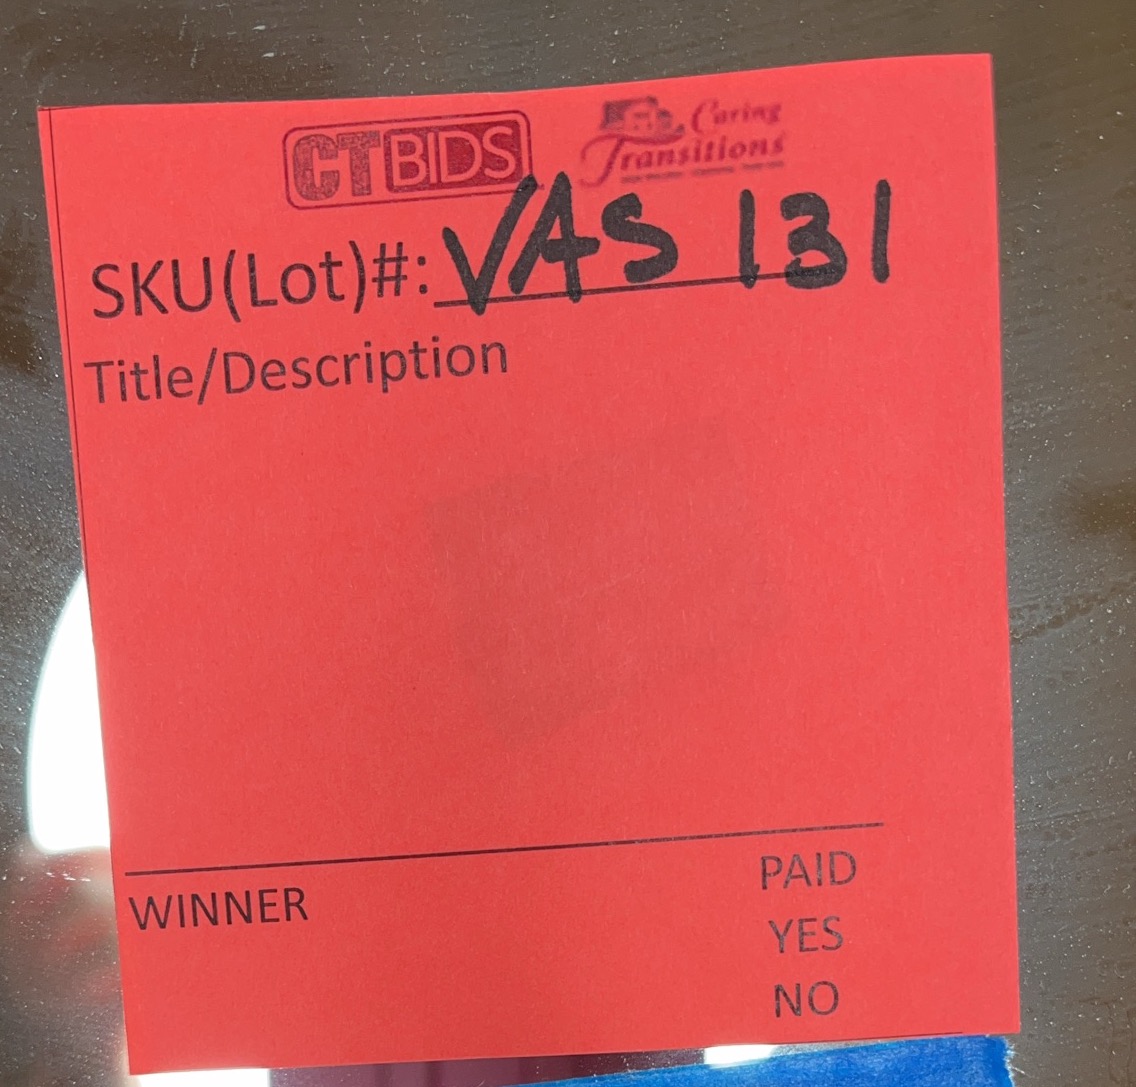 CTBIDS
Caring
Transitions
SKU(Lot)#: VAS 131
Title/Description
WINNER
PAID
YES
NO